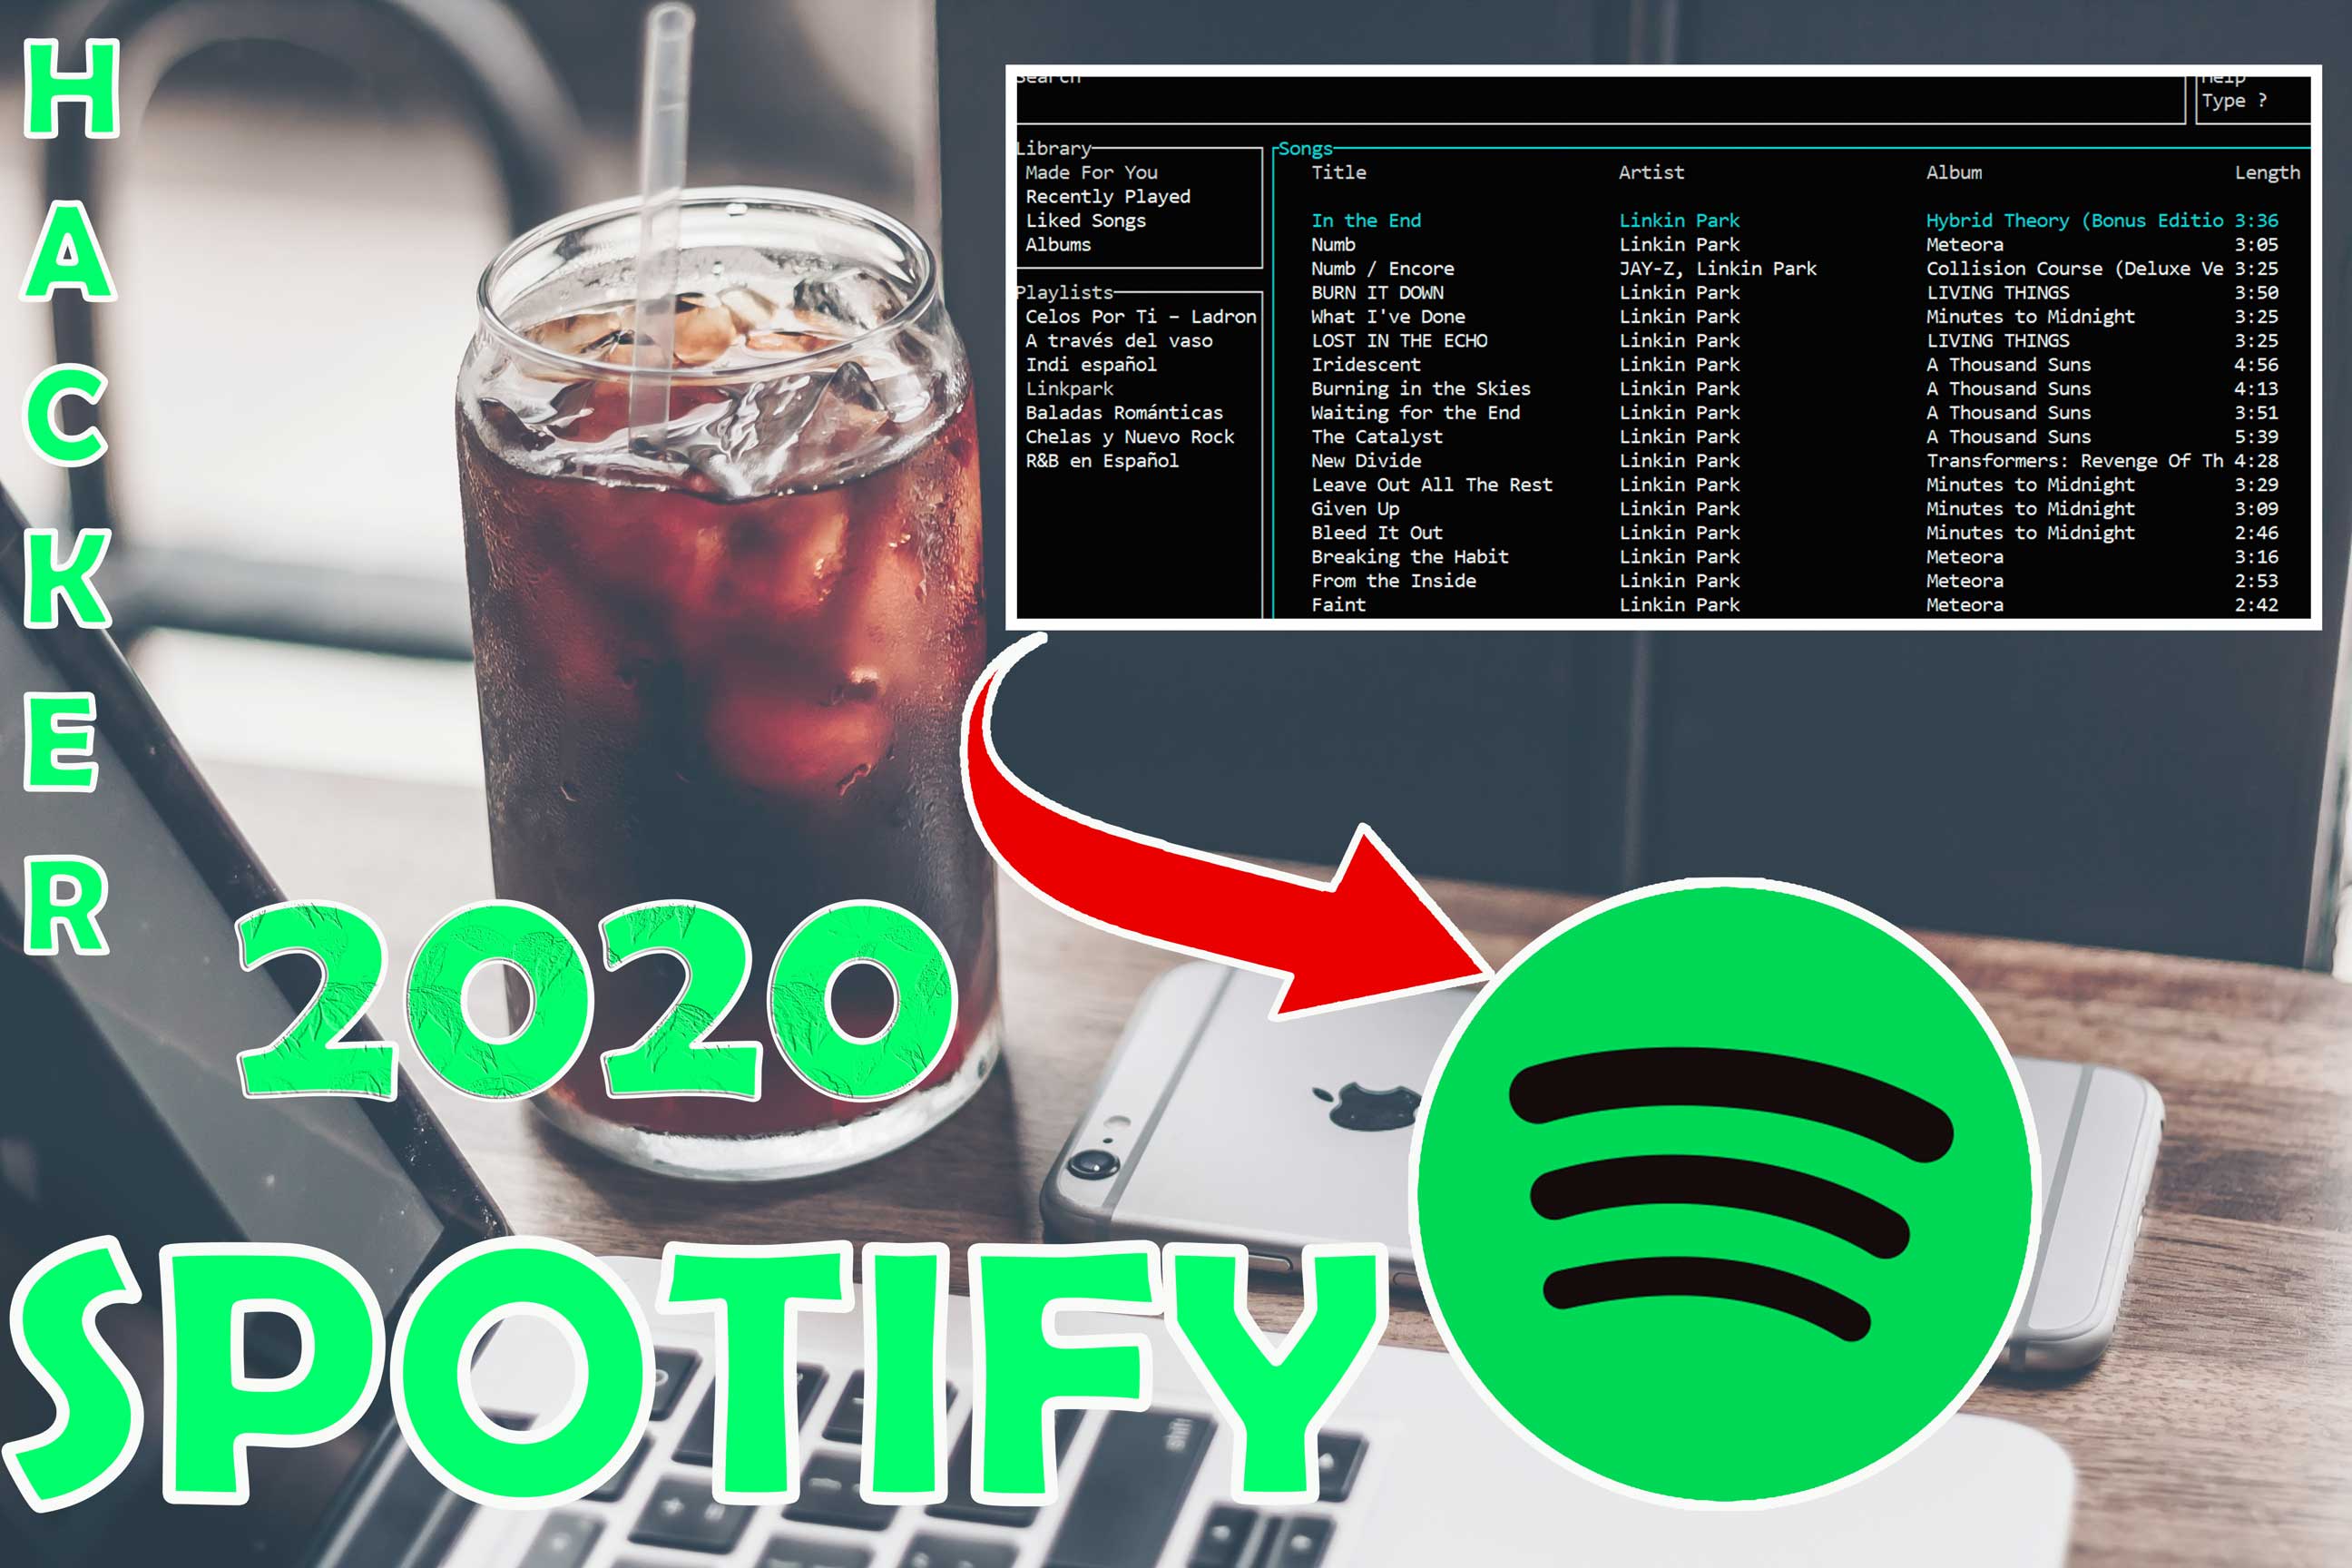 HACKER
Search
Help
Type ?
Library
Made For You
Recently Played
Liked Songs
Albums
Playlists
Celos Por Ti – Ladron
A través del vaso
Indi español
Linkpark
Baladas Románticas
Chelas y Nuevo Rock
R&B en Español
Songs
Title Artist Album Length
In the End Linkin Park Hybrid Theory (Bonus Editio 3:36
Numb Linkin Park Meteora 3:05
Numb / Encore JAY-Z, Linkin Park Collision Course (Deluxe Ve 3:25
BURN IT DOWN Linkin Park LIVING THINGS 3:50
What I've Done Linkin Park Minutes to Midnight 3:25
LOST IN THE ECHO Linkin Park LIVING THINGS 3:25
Iridescent Linkin Park A Thousand Suns 4:56
Burning in the Skies Linkin Park A Thousand Suns 4:13
Waiting for the End Linkin Park A Thousand Suns 3:51
The Catalyst Linkin Park A Thousand Suns 5:39
New Divide Linkin Park Transformers: Revenge Of Th 4:28
Leave Out All The Rest Linkin Park Minutes to Midnight 3:29
Given Up Linkin Park Minutes to Midnight 3:09
Bleed It Out Linkin Park Minutes to Midnight 2:46
Breaking the Habit Linkin Park Meteora 3:16
From the Inside Linkin Park Meteora 2:53
Faint Linkin Park Meteora 2:42
2020
SPOTIFY
shift